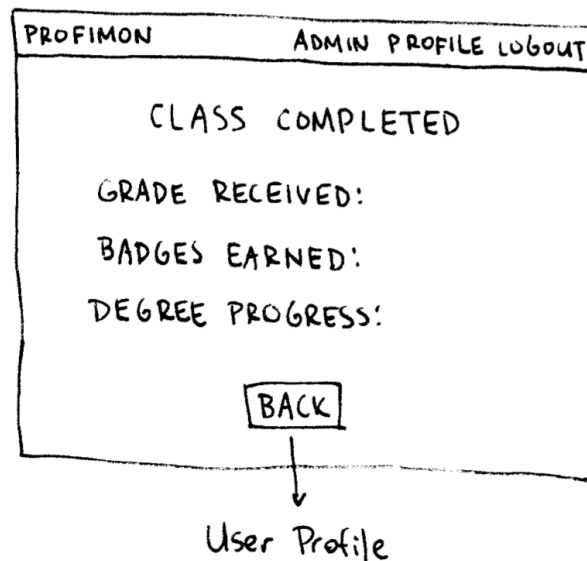 PROFIMON ADMIN PROFILE LOGOUT
CLASS COMPLETED
GRADE RECEIVED:
BADGES EARNED:
DEGREE PROGRESS:
BACK
User Profile